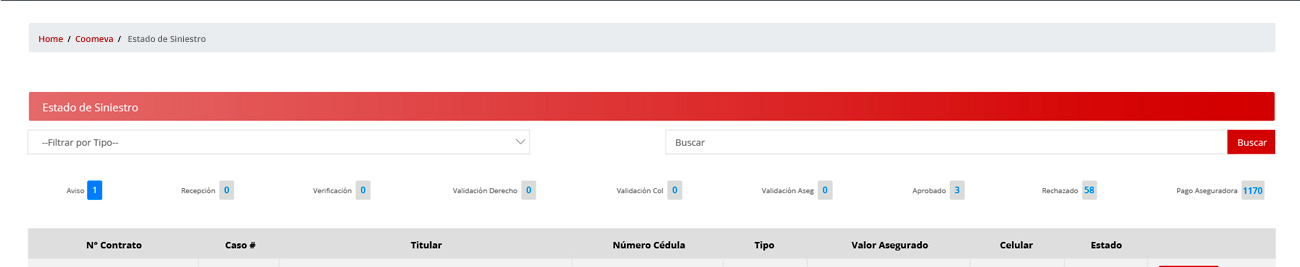 Home / Coomeva / Estado de Siniestro
Estado de Siniestro
--Filtrar por Tipo--
Buscar Buscar
Aviso 1 Recepción 0 Verificación 0 Validación Derecho 0 Validación Col 0 Validación Aseg 0 Aprobado 3 Rechazado 58 Pago Aseguradora 1170
N° Contrato Caso # Titular Número Cédula Tipo Valor Asegurado Celular Estado